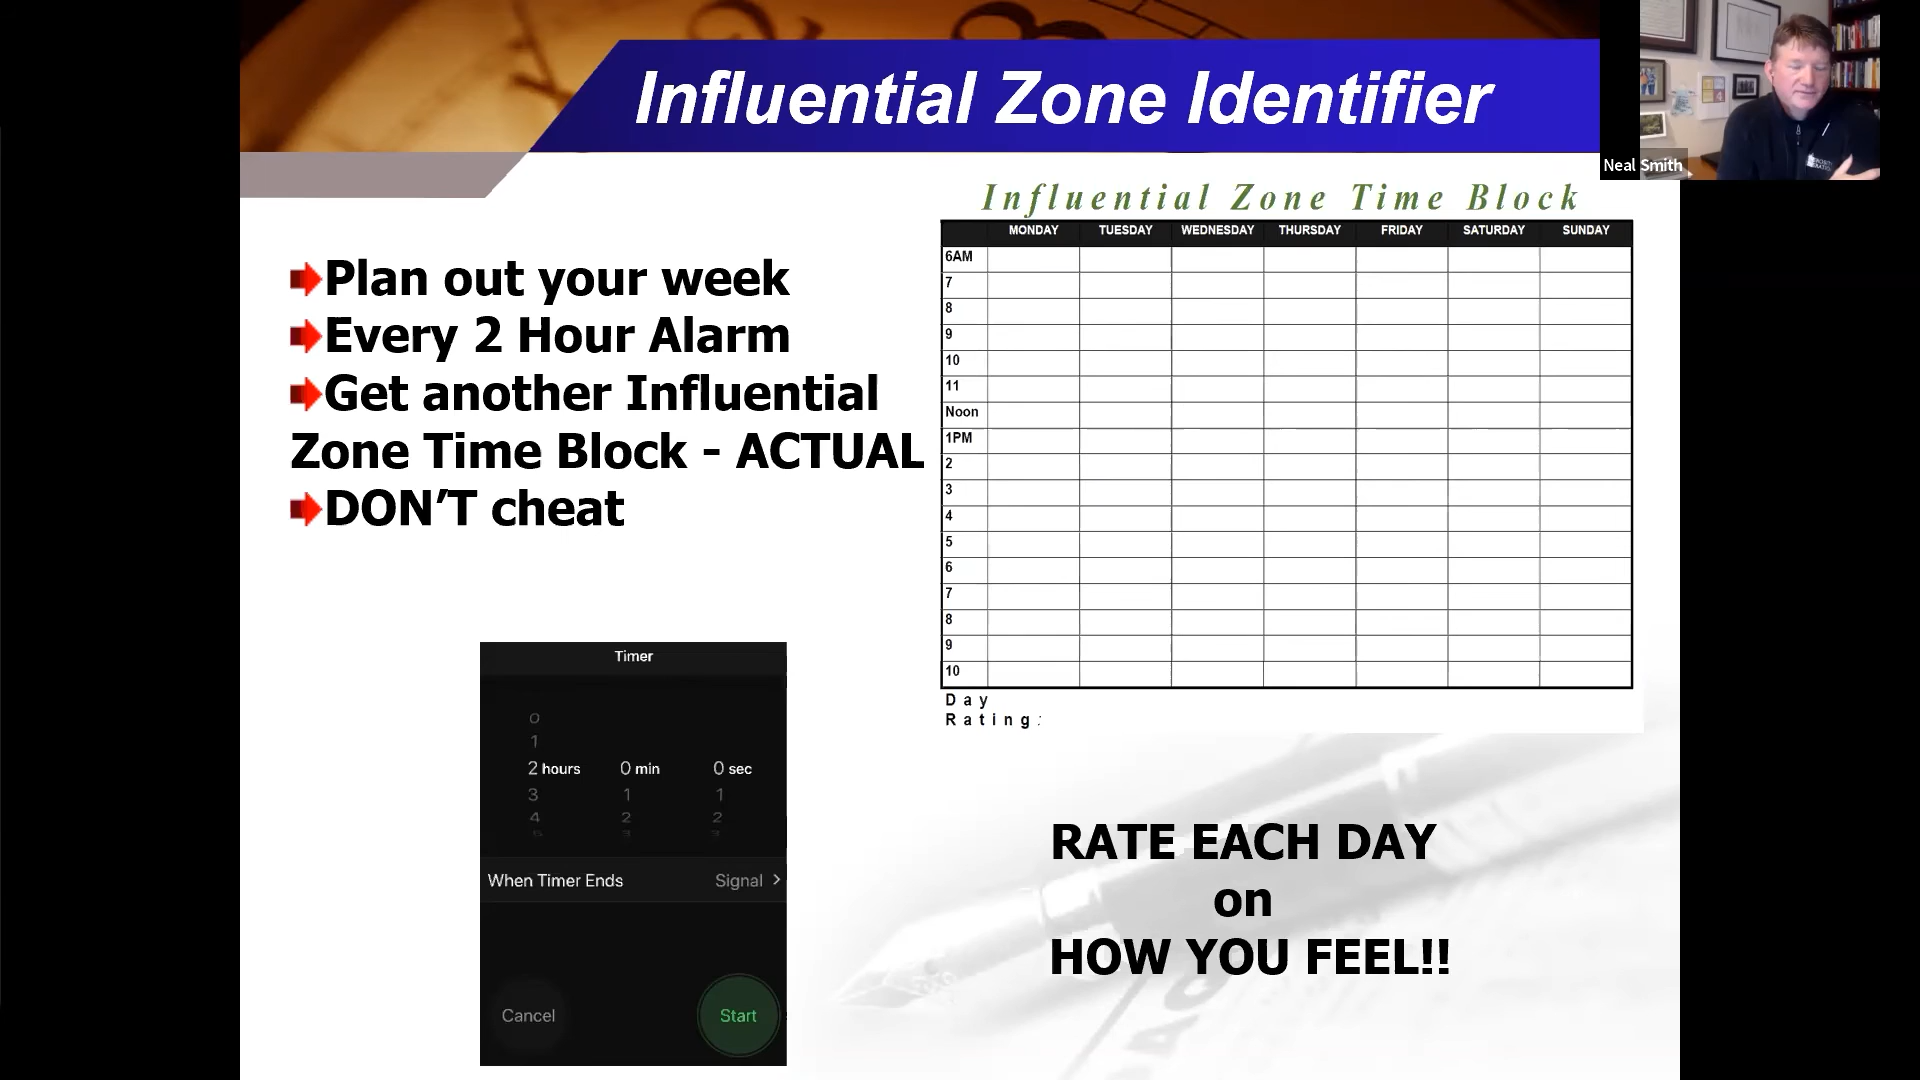 Influential Zone Identifier
Neal Smith
Plan out your week
Every 2 Hour Alarm
Get another Influential
Zone Time Block - ACTUAL
DON'T cheat
Influential Zone Time Block
MONDAY TUESDAY WEDNESDAY THURSDAY FRIDAY SATURDAY SUNDAY
6AM
7
8
9
10
11
Noon
1PM
2
3
4
5
6
7
8
9
10
Day
Rating:
Timer
0
1
2 hours 0 min 0 sec
3 1 1
4 2 2
5 3 3
When Timer Ends Signal >
Cancel Start
RATE EACH DAY
on
HOW YOU FEEL!!